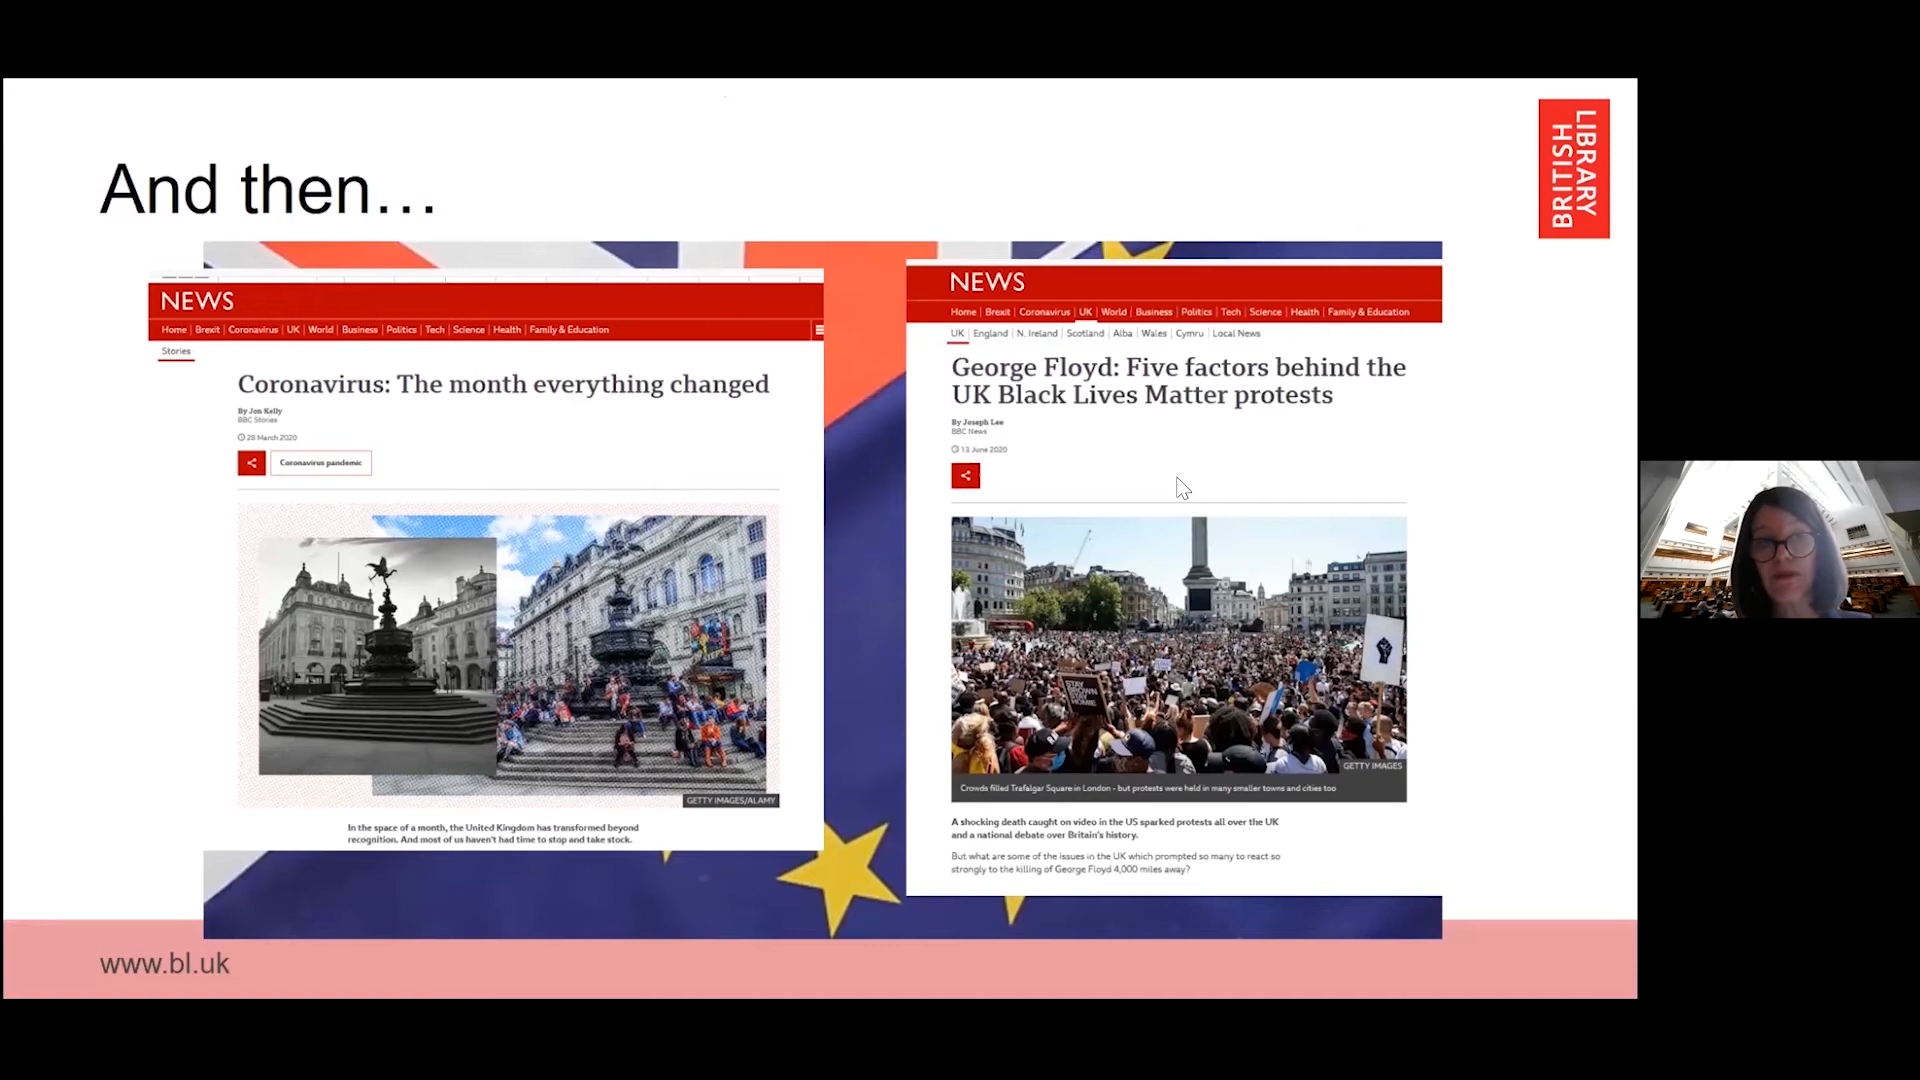 And then…
LIBRARY
BRITISH
NEWS
Home | Brexit | Coronavirus | UK | World | Business | Politics | Tech | Science | Health | Family & Education
Stories
Coronavirus: The month everything changed
By Jon Kelly
BBC Stories
28 March 2020
Coronavirus pandemic
GETTY IMAGES/ALAMY
In the space of a month, the United Kingdom has transformed beyond
recognition. And most of us haven't had time to stop and take stock.
NEWS
Home | Brexit | Coronavirus | UK | World | Business | Politics | Tech | Science | Health | Family & Education
UK | England | N. Ireland | Scotland | Alba | Wales | Cymru | Local News
George Floyd: Five factors behind the
UK Black Lives Matter protests
By Joseph Lee
BBC News
13 June 2020
STAY
HOME
GETTY IMAGES
Crowds filled Trafalgar Square in London - but protests were held in many smaller towns and cities too
A shocking death caught on video in the US sparked protests all over the UK
and a national debate over Britain's history.
But what are some of the issues in the UK which prompted so many to react so
strongly to the killing of George Floyd 4,000 miles away?
www.bl.uk